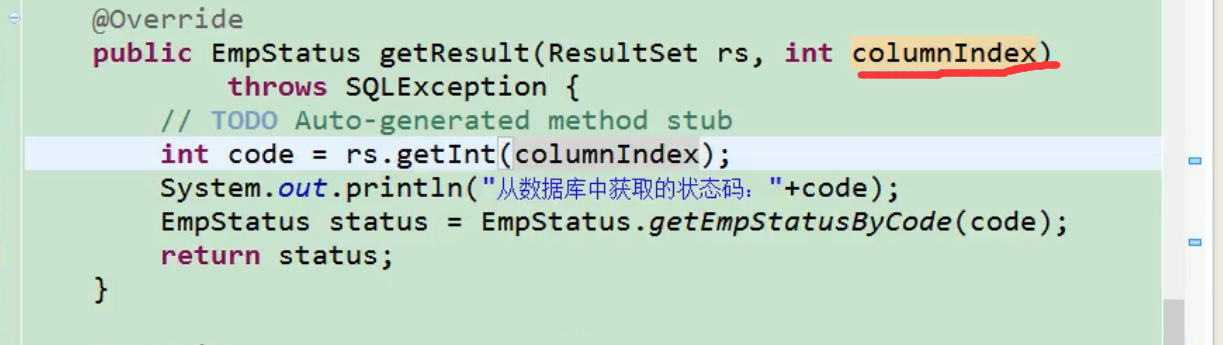 @Override
public EmpStatus getResult(ResultSet rs, int columnIndex)
throws SQLException {
// TODO Auto-generated method stub
int code = rs.getInt(columnIndex);
System.out.println("从数据库中获取的状态码："+code);
EmpStatus status = EmpStatus.getEmpStatusByCode(code);
return status;
}